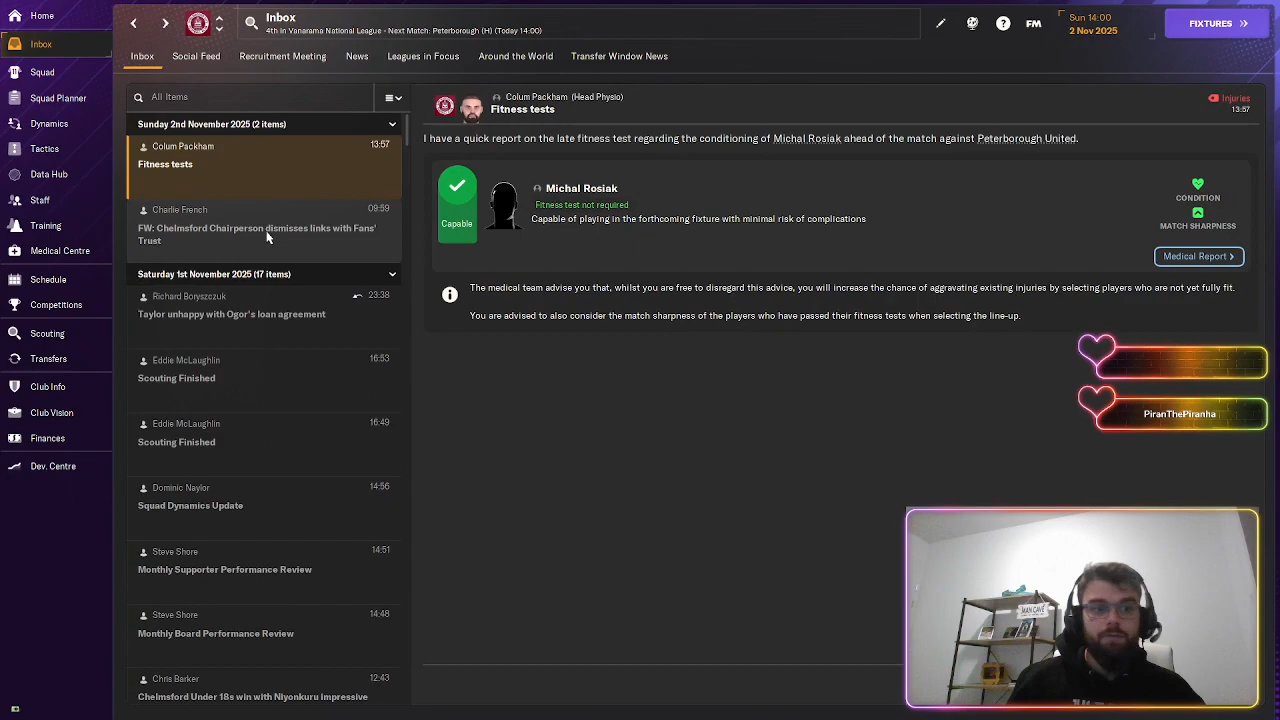 Home
Inbox
Squad
Squad Planner
Dynamics
Tactics
Data Hub
Staff
Training
Medical Centre
Schedule
Competitions
Scouting
Transfers
Club Info
Club Vision
Finances
Dev. Centre
Inbox
4th in Vanarama National League - Next Match: Peterborough (H) (Today 14:00)
FM
Sun 14:00
2 Nov 2025
FIXTURES
Inbox
Social Feed
Recruitment Meeting
News
Leagues in Focus
Around the World
Transfer Window News
All Items
Sunday 2nd November 2025 (2 items)
Colum Packham 13:57
Fitness tests
Charlie French 09:59
FW: Chelmsford Chairperson dismisses links with Fans'
Trust
Saturday 1st November 2025 (17 items)
Richard Boryszczuk 23:38
Taylor unhappy with Ogor's loan agreement
Eddie McLaughlin 16:53
Scouting Finished
Eddie McLaughlin 16:49
Scouting Finished
Dominic Naylor 14:56
Squad Dynamics Update
Steve Shore 14:51
Monthly Supporter Performance Review
Steve Shore 14:48
Monthly Board Performance Review
Chris Barker 12:43
Chelmsford Under 18s win with Niyonkuru impressive
Colum Packham (Head Physio)
Fitness tests
Injuries
13:57
I have a quick report on the late fitness test regarding the conditioning of Michal Rosiak ahead of the match against Peterborough United.
Capable
Michal Rosiak
Fitness test not required
Capable of playing in the forthcoming fixture with minimal risk of complications
CONDITION
MATCH SHARPNESS
Medical Report
The medical team advise you that, whilst you are free to disregard this advice, you will increase the chance of aggravating existing injuries by selecting players who are not yet fully fit.
You are advised to also consider the match sharpness of the players who have passed their fitness tests when selecting the line-up.
PiranThePiranha
MAN CAVE